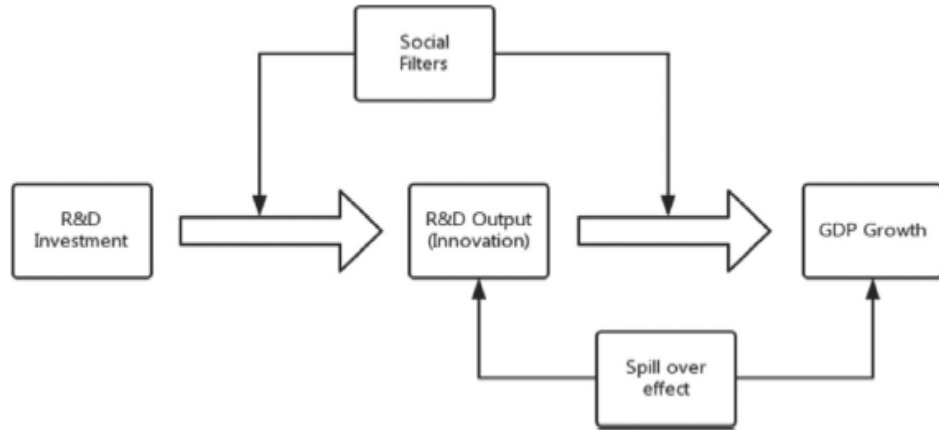 Social
Filters
R&D
Investment
R&D Output
(Innovation)
GDP Growth
Spill over
effect